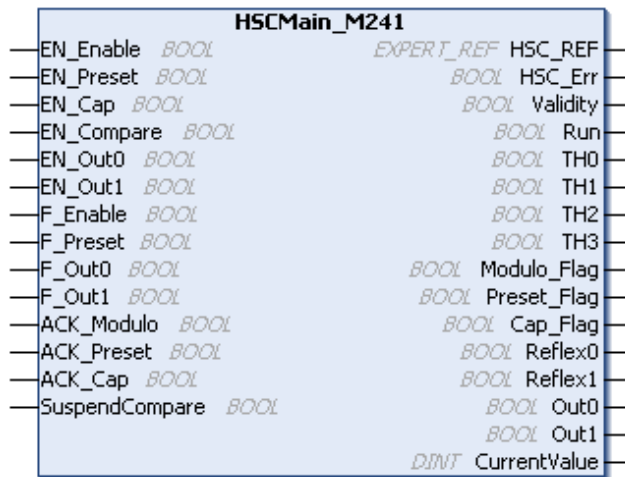 HSCMain_M241
EN_Enable BOOL EXPERT_REF HSC_REF
EN_Preset BOOL BOOL HSC_Err
EN_Cap BOOL BOOL Validity
EN_Compare BOOL BOOL Run
EN_Out0 BOOL BOOL TH0
EN_Out1 BOOL BOOL TH1
F_Enable BOOL BOOL TH2
F_Preset BOOL BOOL TH3
F_Out0 BOOL BOOL Modulo_Flag
F_Out1 BOOL BOOL Preset_Flag
ACK_Modulo BOOL BOOL Cap_Flag
ACK_Preset BOOL BOOL Reflex0
ACK_Cap BOOL BOOL Reflex1
SuspendCompare BOOL BOOL Out0
BOOL Out1
DINT CurrentValue